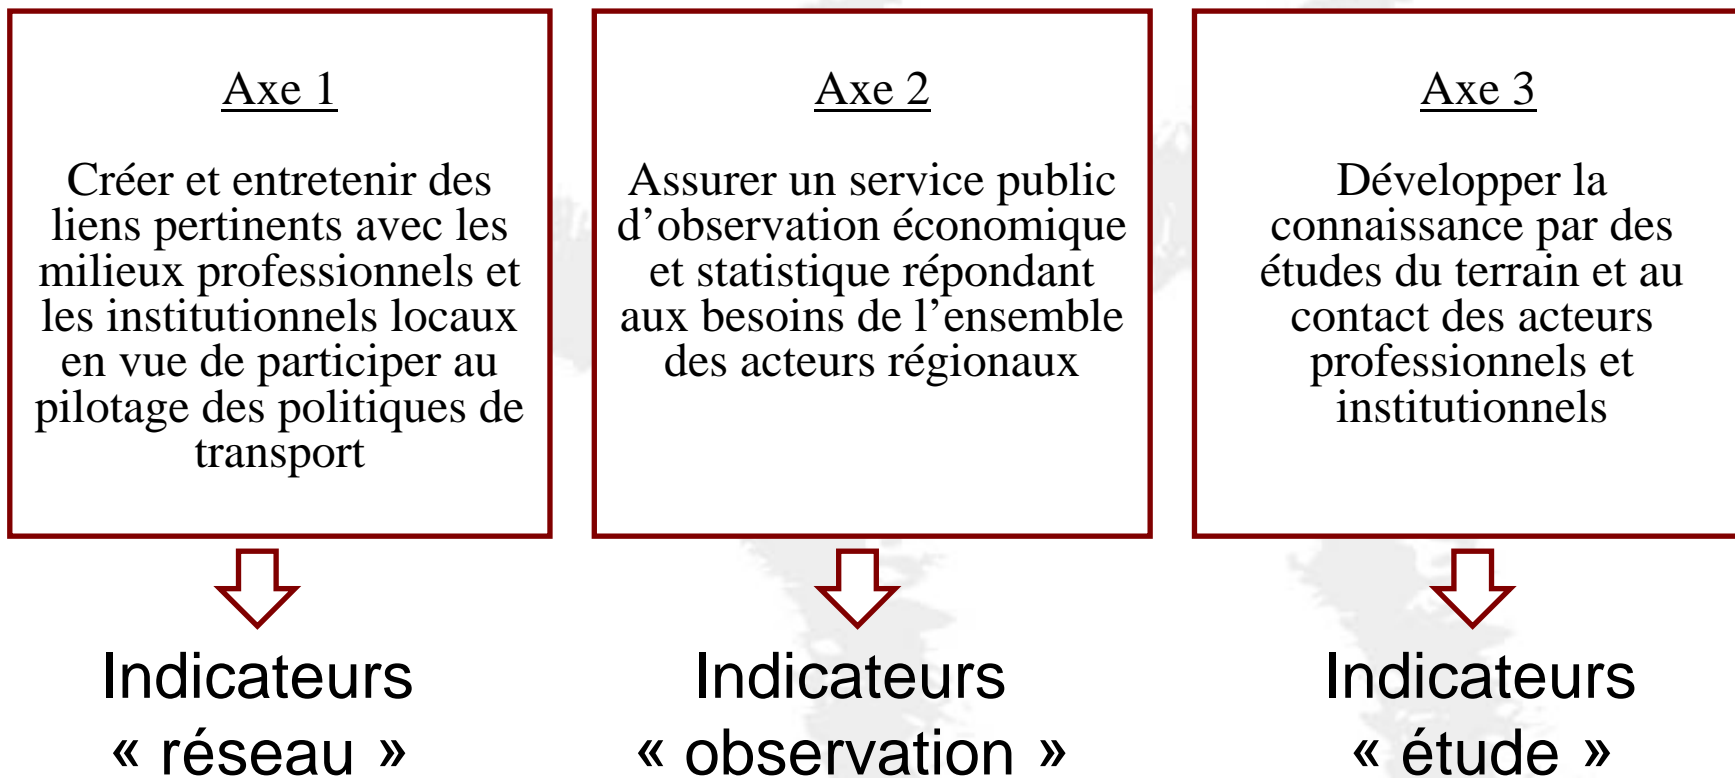 Axe 1
Créer et entretenir des
liens pertinents avec les
milieux professionnels et
les institutionnels locaux
en vue de participer au
pilotage des politiques de
transport
Indicateurs
« réseau »
Axe 2
Assurer un service public
d’observation économique
et statistique répondant
aux besoins de l’ensemble
des acteurs régionaux
Indicateurs
« observation »
Axe 3
Développer la
connaissance par des
études du terrain et au
contact des acteurs
professionnels et
institutionnels
Indicateurs
« étude »